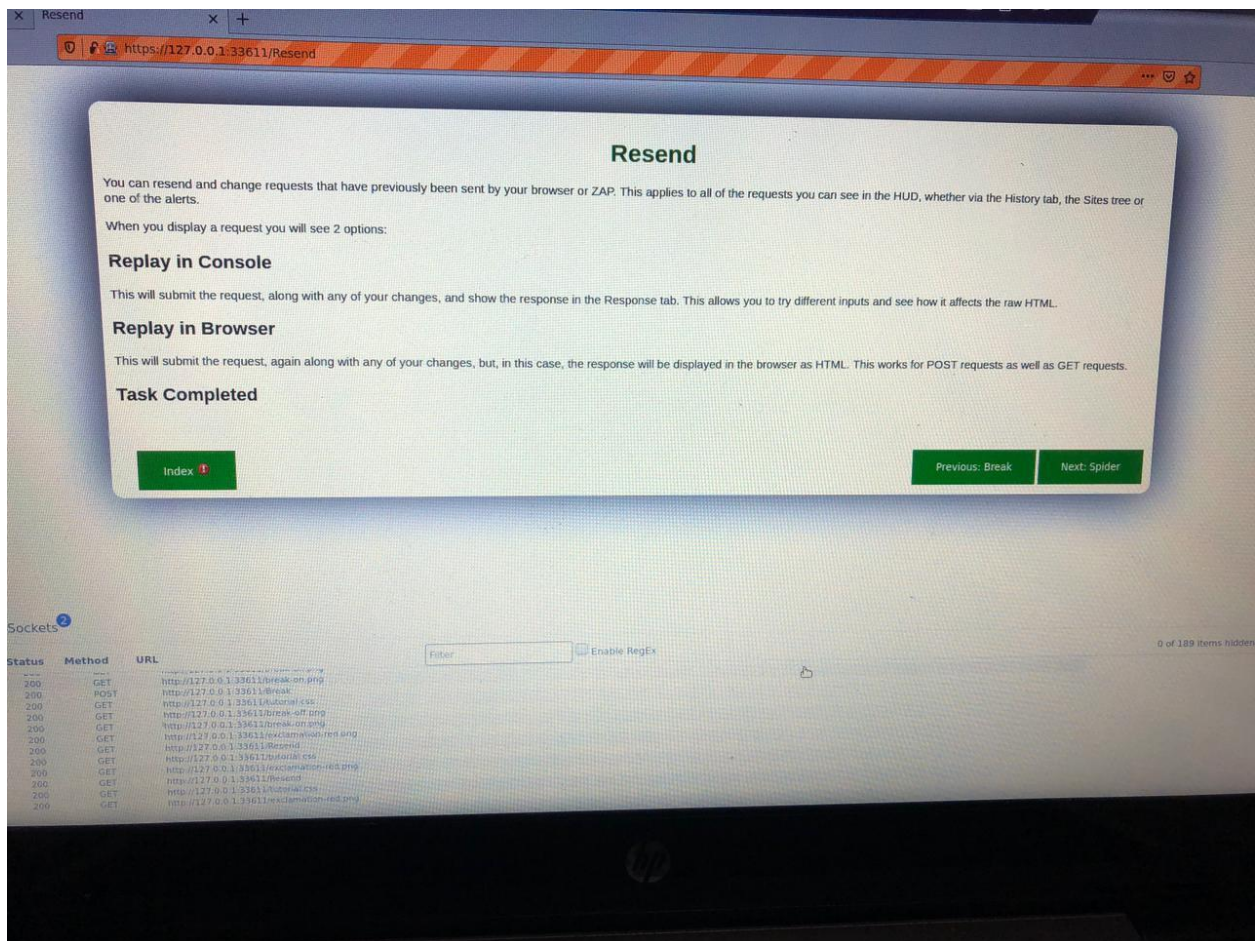 Resend
https://127.0.0.1:33611/Resend
Resend
You can resend and change requests that have previously been sent by your browser or ZAP. This applies to all of the requests you can see in the HUD, whether via the History tab, the Sites tree or
one of the alerts.
When you display a request you will see 2 options:
Replay in Console
This will submit the request, along with any of your changes, and show the response in the Response tab. This allows you to try different inputs and see how it affects the raw HTML.
Replay in Browser
This will submit the request, again along with any of your changes, but, in this case, the response will be displayed in the browser as HTML. This works for POST requests as well as GET requests.
Task Completed
Index
Previous: Break Next: Spider
Sockets 2
Filter Enable RegEx 0 of 189 items hidden
Status Method URL
200 GET http://127.0.0.1:33611/break-on.png
200 POST http://127.0.0.1:33611/Break
200 GET http://127.0.0.1:33611/tutorial.css
200 GET http://127.0.0.1:33611/break-off.png
200 GET http://127.0.0.1:33611/break-on.png
200 GET http://127.0.0.1:33611/exclamation-red.png
200 GET http://127.0.0.1:33611/Resend
200 GET http://127.0.0.1:33611/tutorial.css
200 GET http://127.0.0.1:33611/exclamation-red.png
200 GET http://127.0.0.1:33611/Resend
200 GET http://127.0.0.1:33611/tutorial.css
200 GET http://127.0.0.1:33611/exclamation-red.png
hp